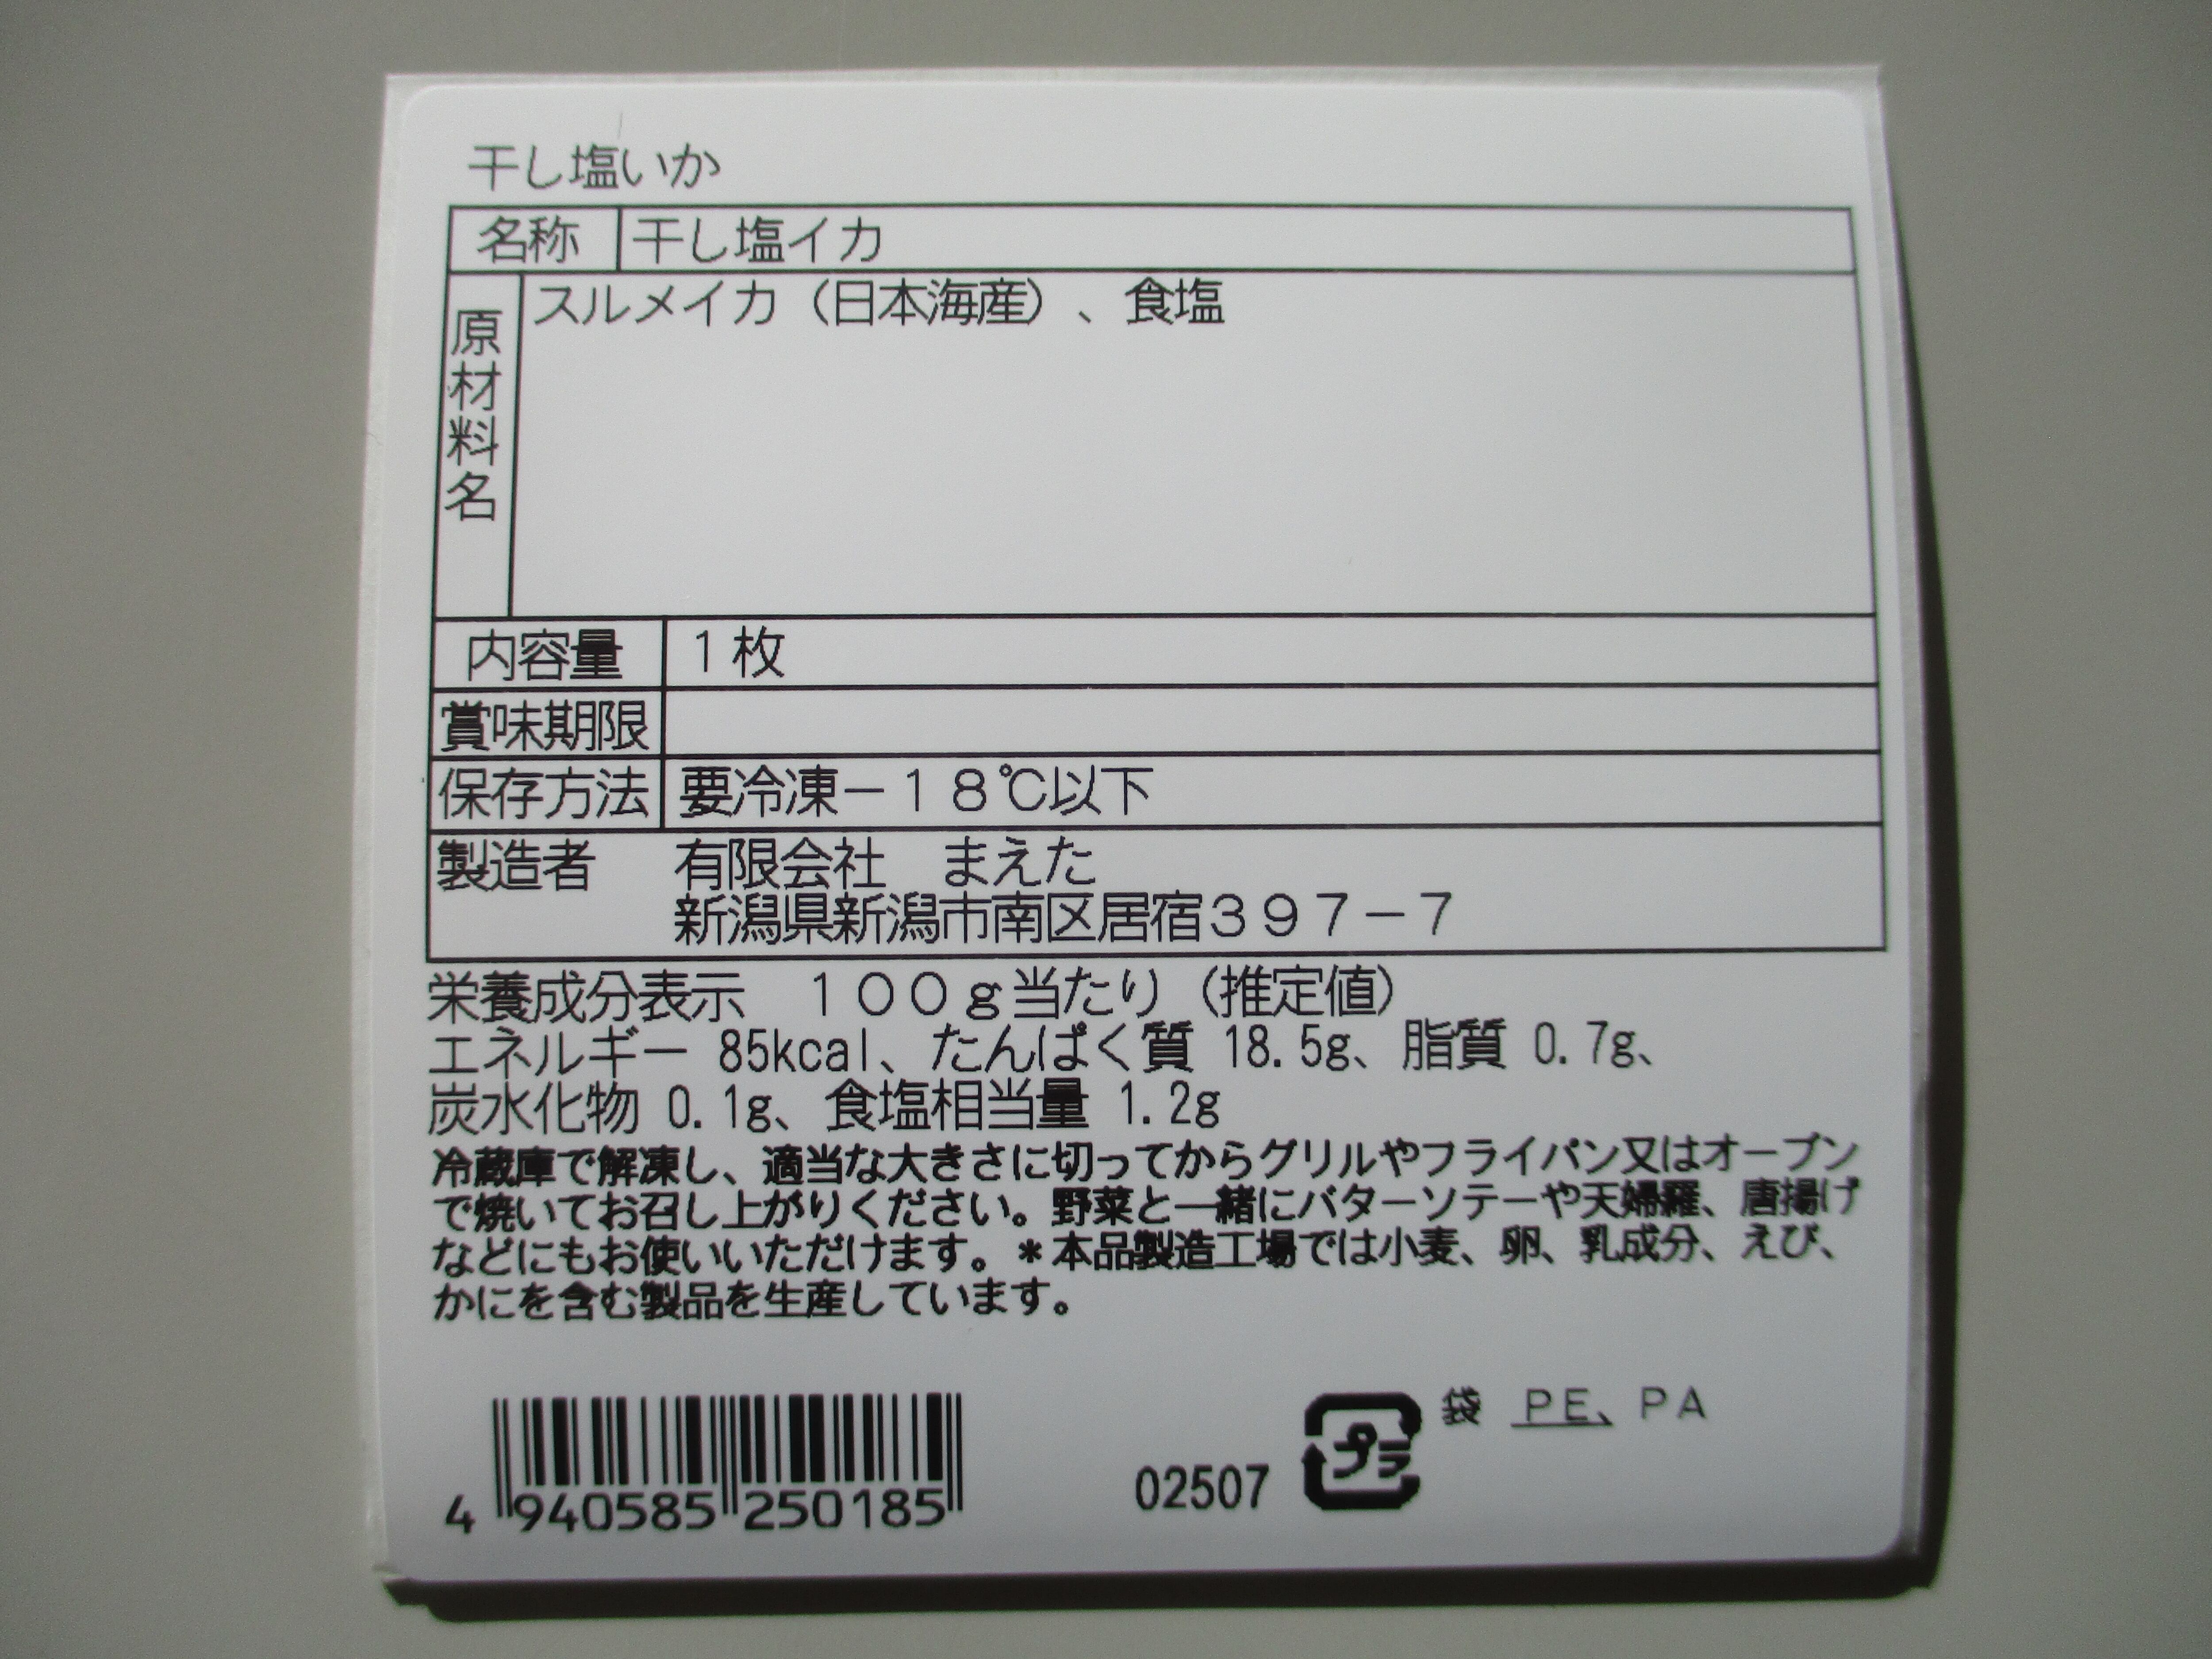 干し塩いか
名称 干し塩イカ
原材料名 スルメイカ（日本海産）、食塩
内容量 1枚
賞味期限
保存方法 要冷凍－１８℃以下
製造者 有限会社　まえた
新潟県新潟市南区居宿３９７－７
栄養成分表示　１００ｇ当たり（推定値）
エネルギー 85kcal、たんぱく質 18.5g、脂質 0.7g、
炭水化物 0.1g、食塩相当量 1.2g
冷蔵庫で解凍し、適当な大きさに切ってからグリルやフライパン又はオーブン
で焼いてお召し上がりください。野菜と一緒にバターソテーや天婦羅、唐揚げ
などにもお使いいただけます。＊本品製造工場では小麦、卵、乳成分、えび、
かにを含む製品を生産しています。
袋 PE、PA
プラ
02507
4 940585 250185